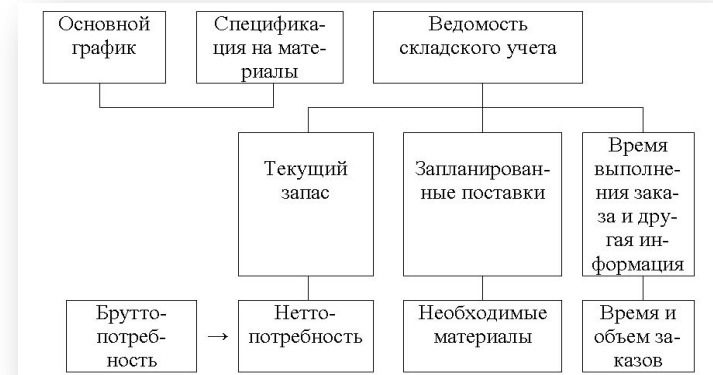 Основной
график
Спецификa-
ция на мате-
риалы
Ведомость
складского учета
Текущий
запас
Запланирован-
ные поставки
Время
выполне-
ния зака-
за и дру-
гая ин-
формация
Брутто-
потреб-
ность
→
Нетто-
потребность
Необходимые
материалы
Время и
объем за-
казов